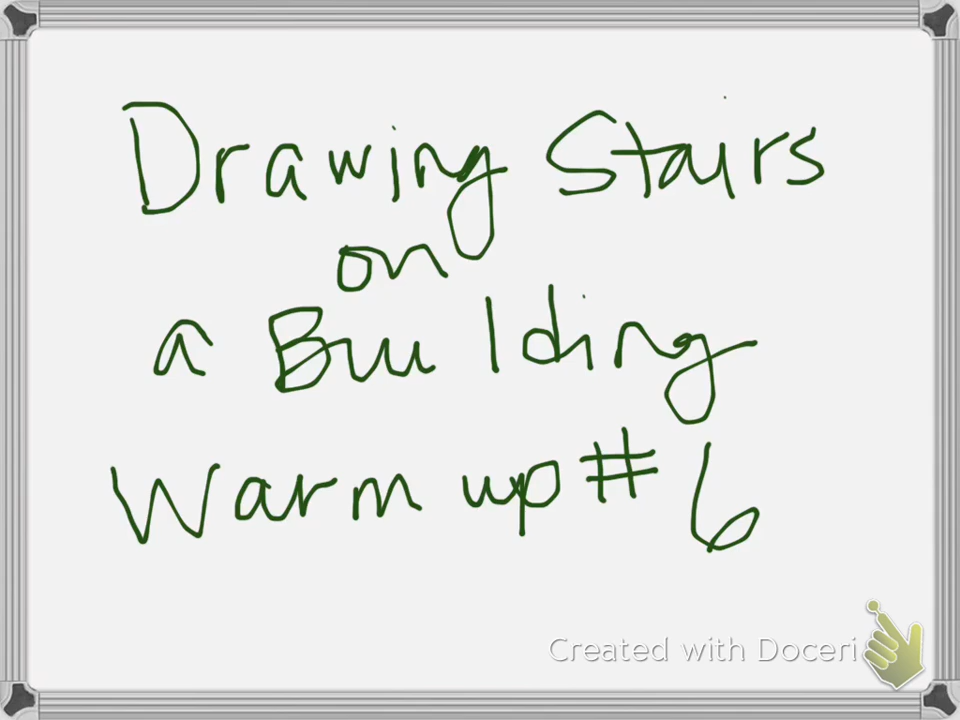 Drawing Stairs
on
a Building
Warm up # 6
Created with Doceri